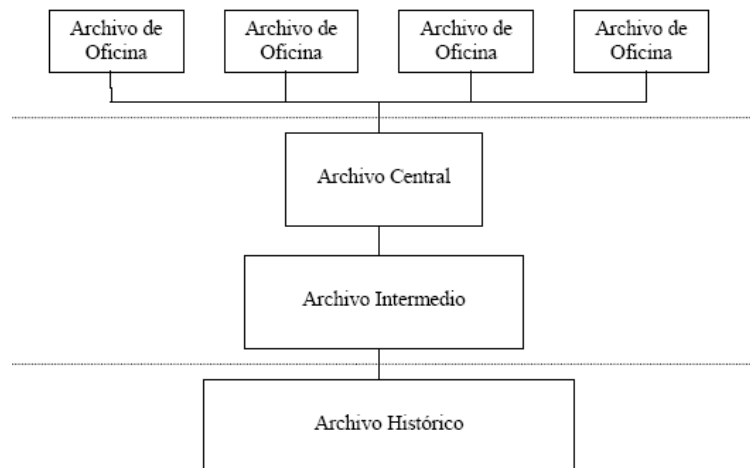 Archivo de
Oficina
Archivo de
Oficina
Archivo de
Oficina
Archivo de
Oficina
Archivo Central
Archivo Intermedio
Archivo Histórico